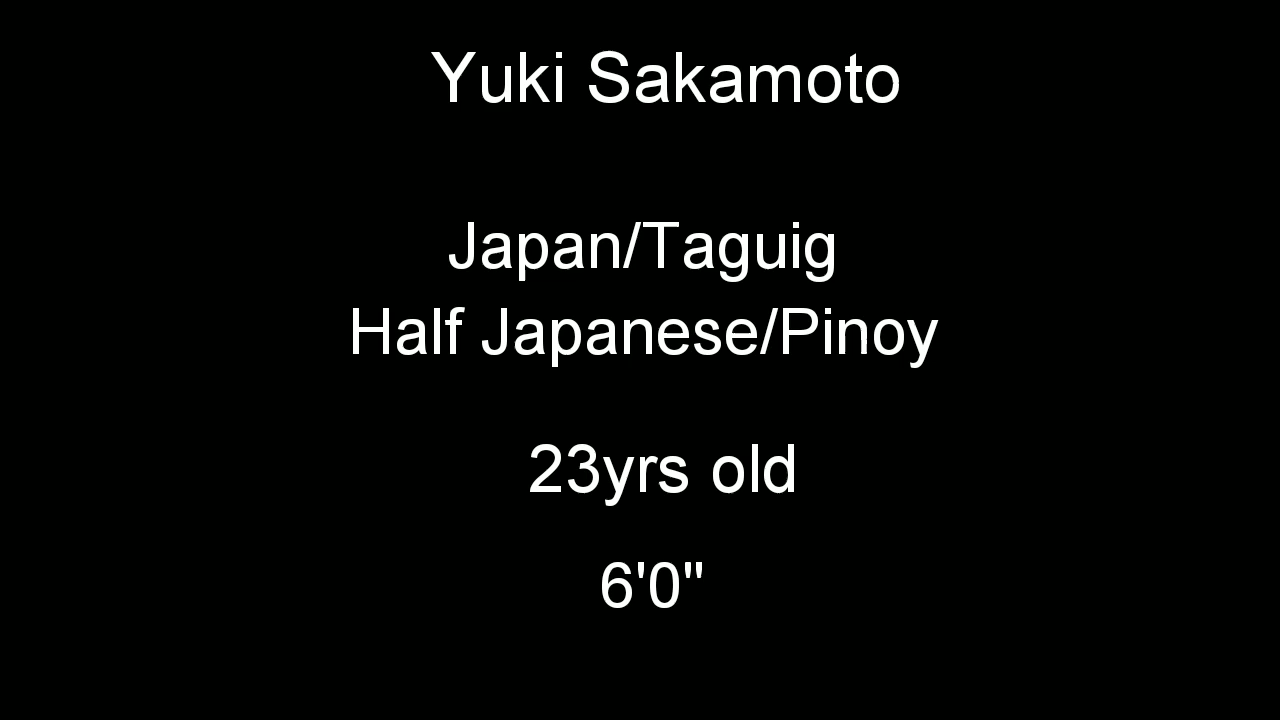 Yuki Sakamoto
Japan/Taguig
Half Japanese/Pinoy
23yrs old
6'0"